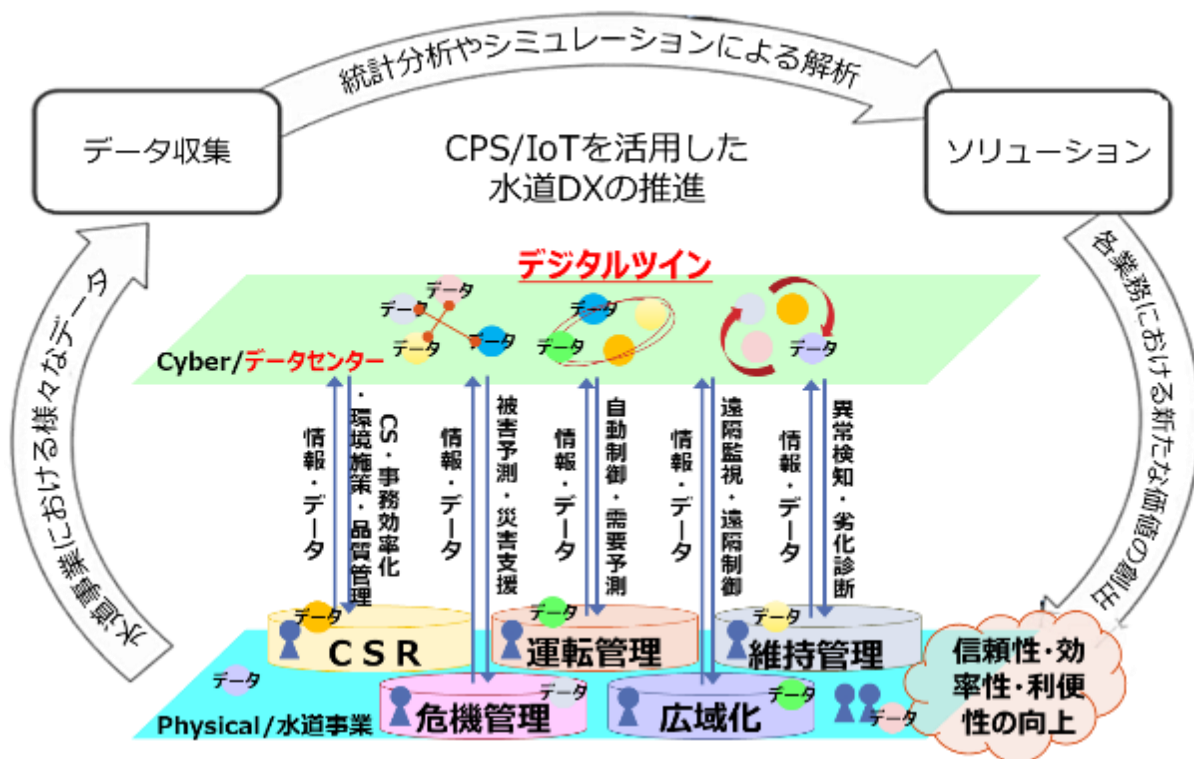 統計分析やシミュレーションによる解析
データ収集
ソリューション
CPS/IoTを活用した
水道DXの推進
水道事業における様々なデータ
各業務における新たな価値の創出
デジタルツイン
データ
データ
データ
データ
データ
データ
データ
Cyber/データセンター
情報・データ
CS・事務効率化
・環境施策・品質管理
情報・データ
被害予測・災害支援
情報・データ
自動制御・需要予測
情報・データ
遠隔監視・遠隔制御
情報・データ
異常検知・劣化診断
データ
CSR
データ
運転管理
データ
維持管理
データ
危機管理
データ
広域化
データ
データ
Physical/水道事業
信頼性・効
率性・利便
性の向上